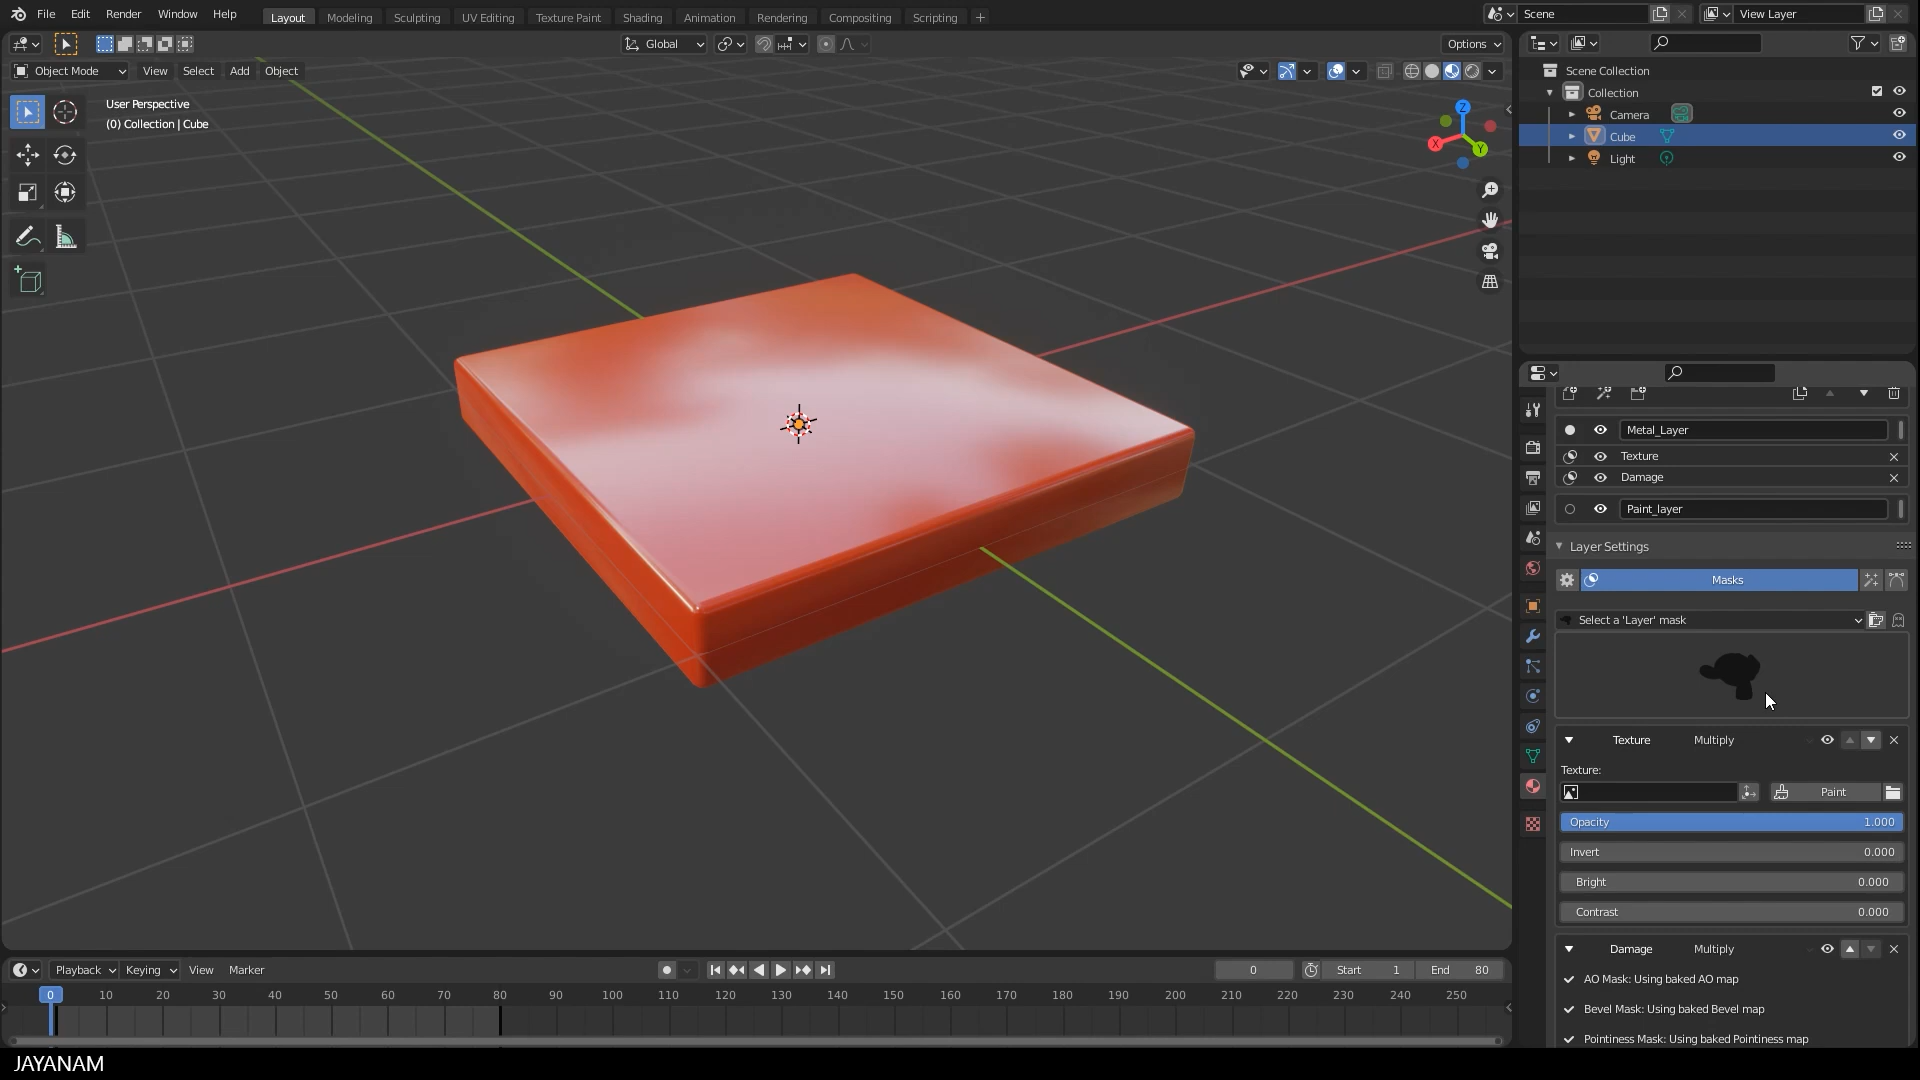 File Edit Render Window Help
Layout Modeling Sculpting UV Editing Texture Paint Shading Animation Rendering Compositing Scripting +
Scene
View Layer
Global
Options
Object Mode View Select Add Object
User Perspective
(0) Collection | Cube
Z
X
Y
Scene Collection
Collection
Camera
Cube
Light
Metal_Layer
Texture
Damage
Paint_layer
Layer Settings
Masks
Select a 'Layer' mask
Texture Multiply
Texture:
Paint
Opacity 1.000
Invert 0.000
Bright 0.000
Contrast 0.000
Damage Multiply
AO Mask: Using baked AO map
Bevel Mask: Using baked Bevel map
Pointiness Mask: Using baked Pointiness map
Playback Keying View Marker
0 Start 1 End 80
0 10 20 30 40 50 60 70 80 90 100 110 120 130 140 150 160 170 180 190 200 210 220 230 240 250
JAYANAM